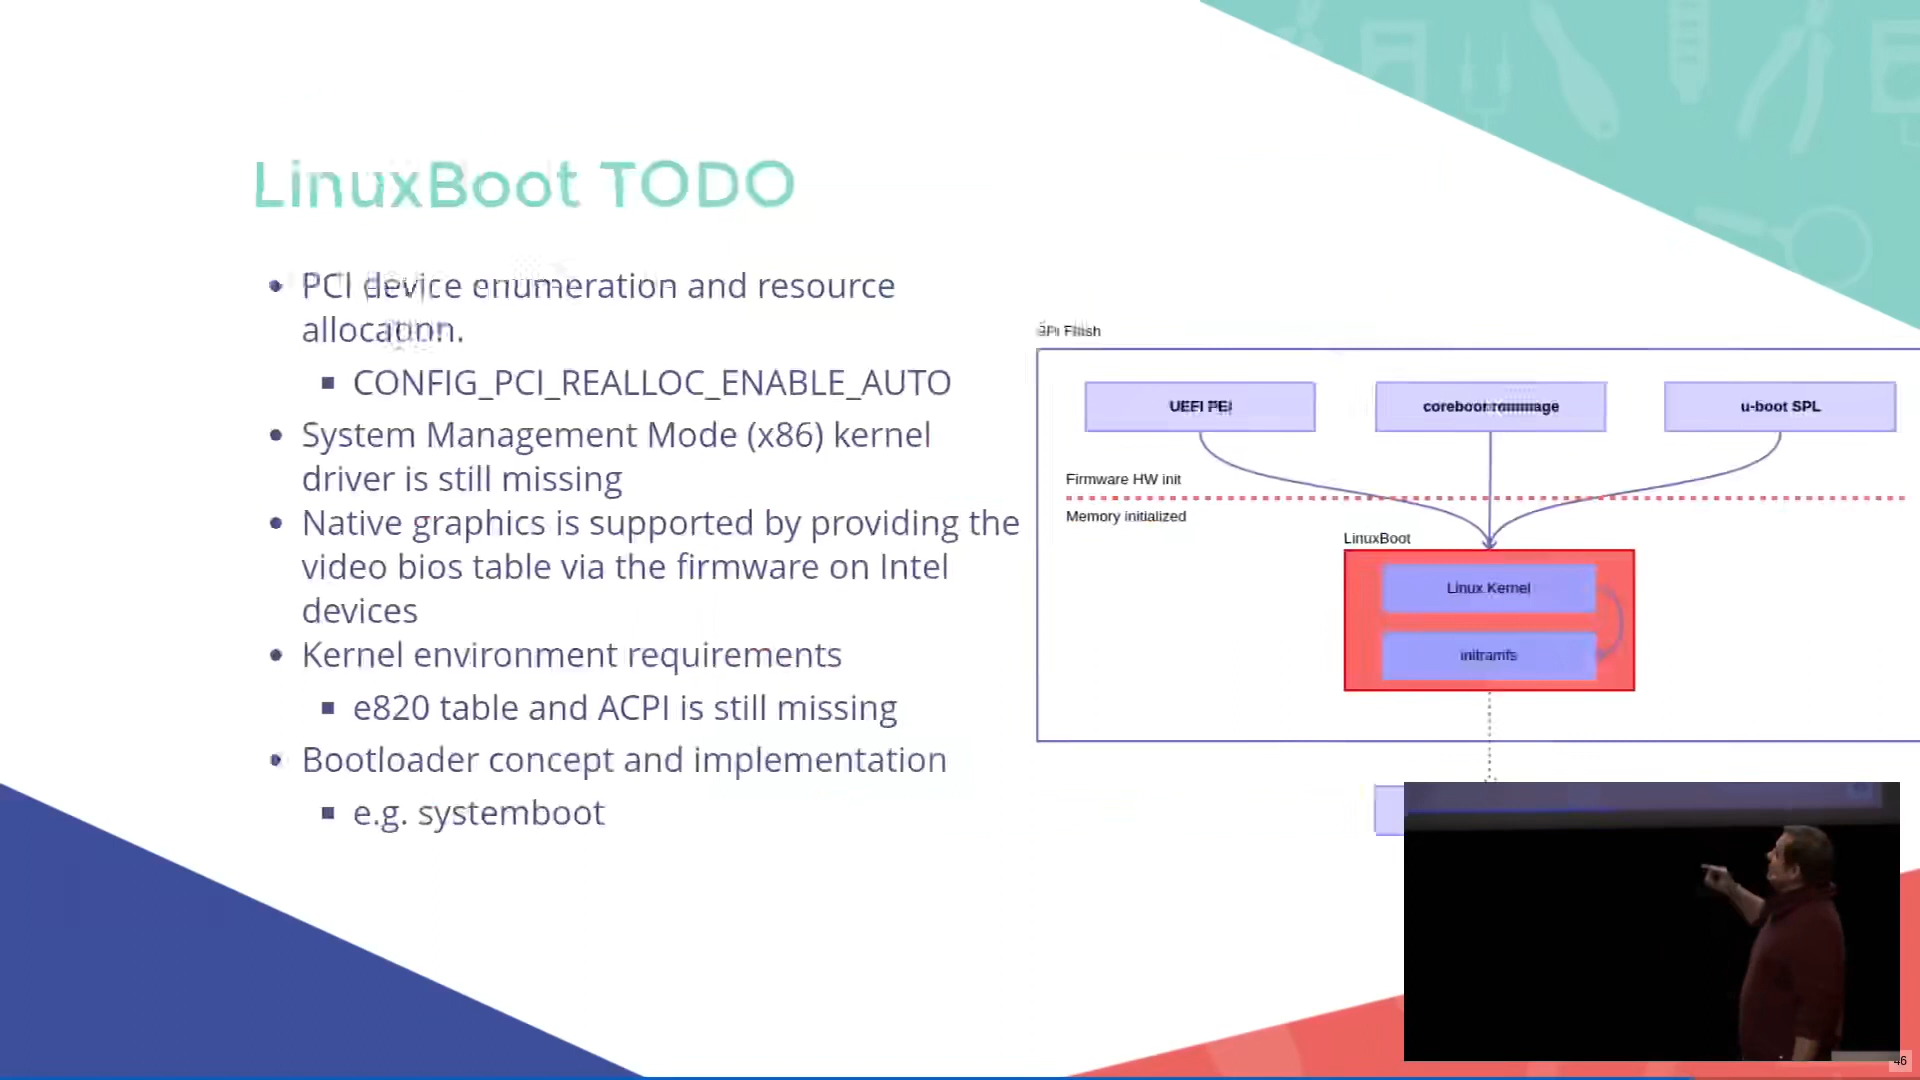 LinuxBoot TODO
PCI device enumeration and resource
allocation.
CONFIG_PCI_REALLOC_ENABLE_AUTO
System Management Mode (x86) kernel
driver is still missing
Native graphics is supported by providing the
video bios table via the firmware on Intel
devices
Kernel environment requirements
e820 table and ACPI is still missing
Bootloader concept and implementation
e.g. systemboot
SPI Flash
UEFI PEI
coreboot romstage
u-boot SPL
Firmware HW init
Memory initialized
LinuxBoot
Linux Kernel
initramfs
46